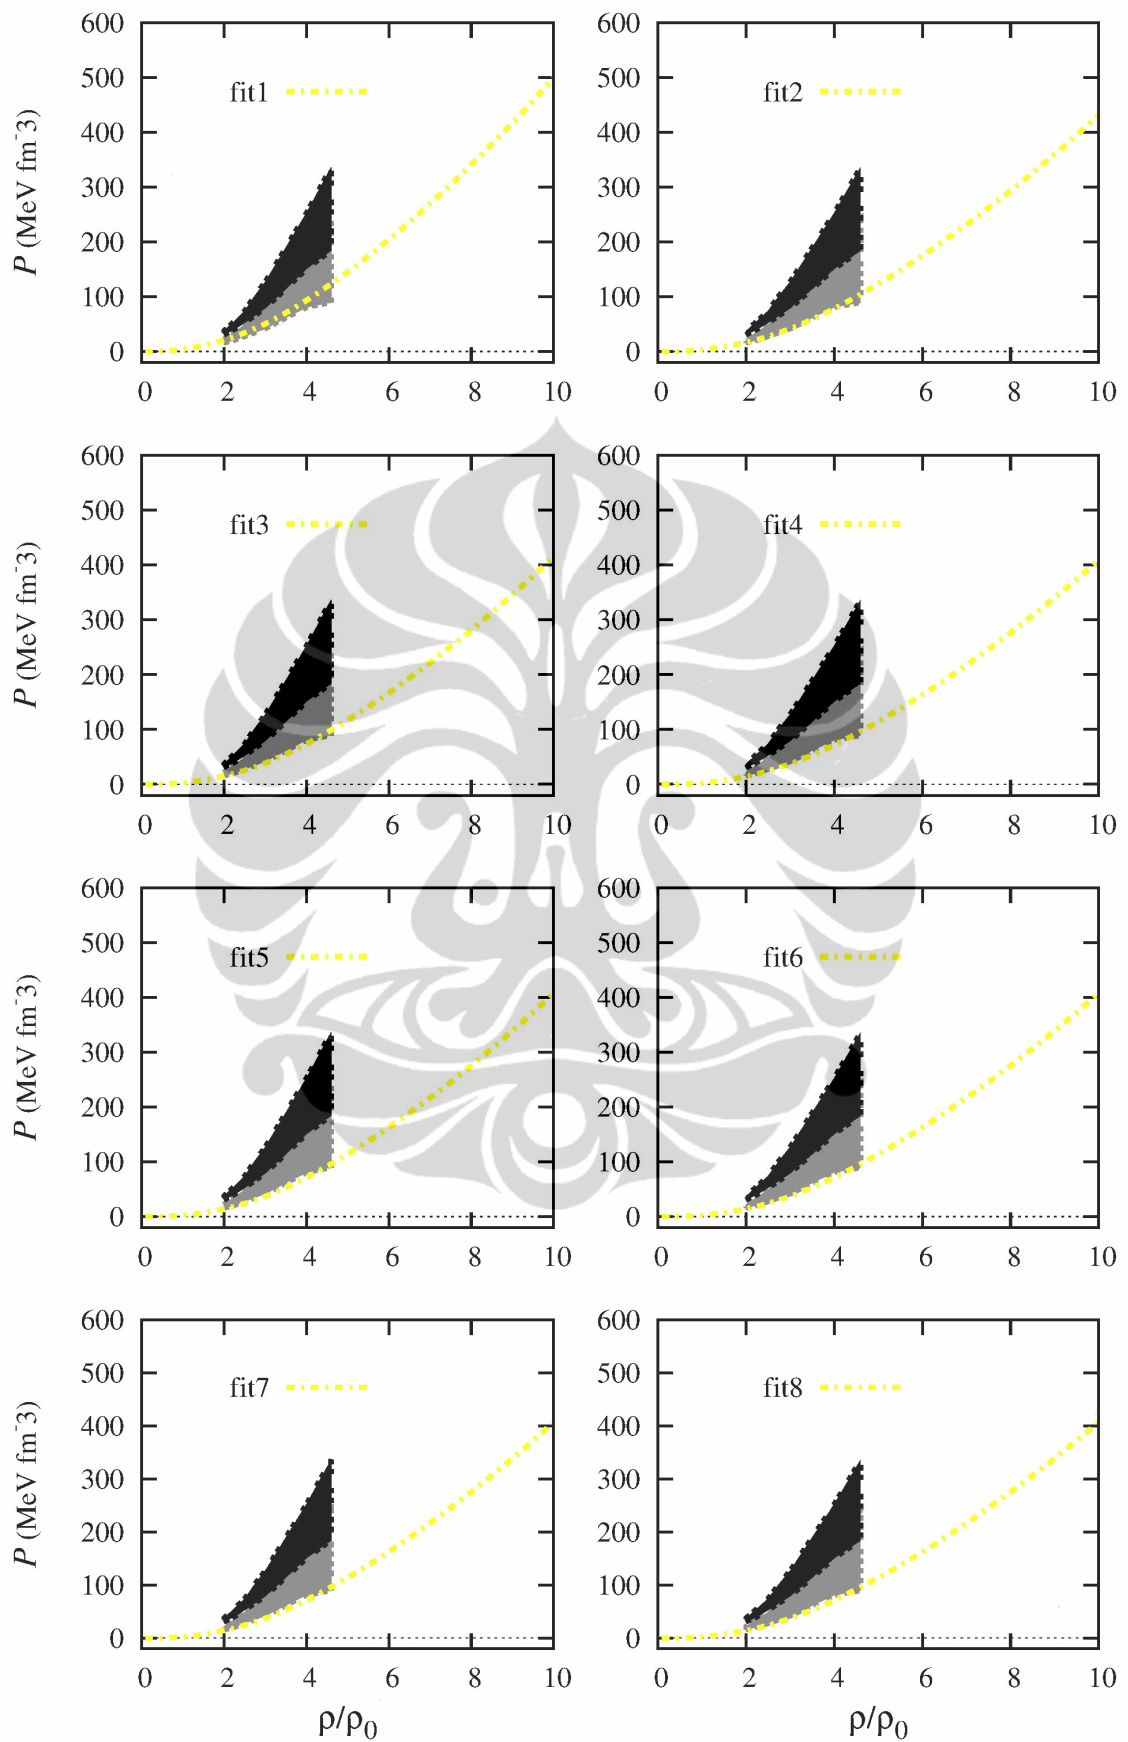 600 600
500 500
fit1 fit2
400 400
P (MeV fm-3)
300 300
200 200
100 100
0 0
0 2 4 6 8 10 0 2 4 6 8 10
600 600
500 500
fit3 fit4
400 400
P (MeV fm-3)
300 300
200 200
100 100
0 0
0 2 4 6 8 10 0 2 4 6 8 10
600 600
500 500
fit5 fit6
400 400
P (MeV fm-3)
300 300
200 200
100 100
0 0
0 2 4 6 8 10 0 2 4 6 8 10
600 600
500 500
fit7 fit8
400 400
P (MeV fm-3)
300 300
200 200
100 100
0 0
0 2 4 6 8 10 0 2 4 6 8 10
ρ/ρ0 ρ/ρ0